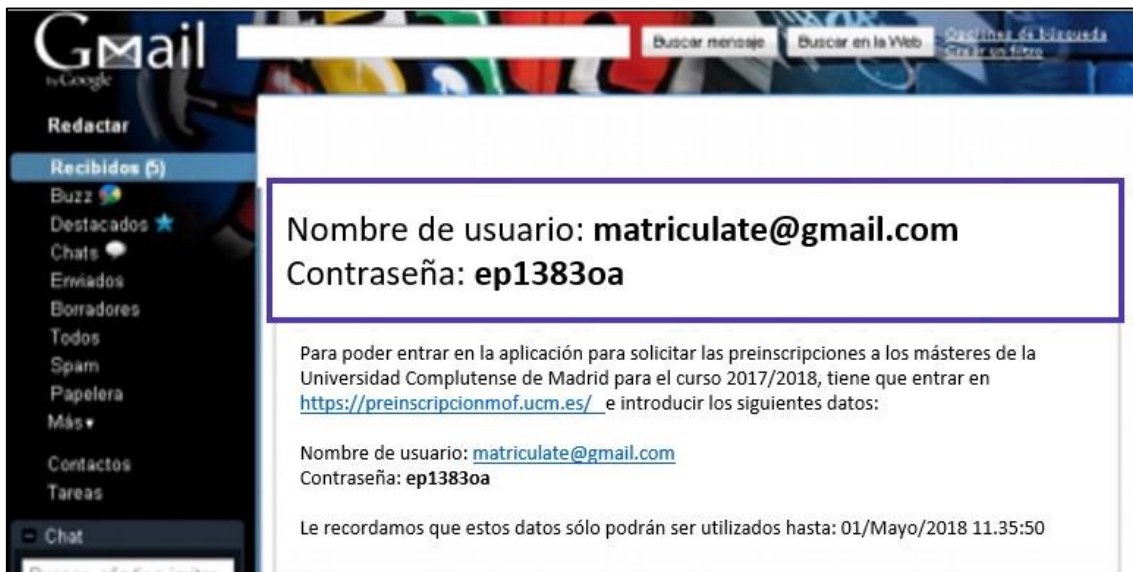 GMail
by Google
Buscar mensaje
Buscar en la Web
Opciones de búsqueda
Crear un filtro
Redactar
Recibidos (5)
Buzz
Destacados
Chats
Enviados
Borradores
Todos
Spam
Papelera
Más
Contactos
Tareas
Chat
Nombre de usuario: matriculate@gmail.com
Contraseña: ep1383oa
Para poder entrar en la aplicación para solicitar las preinscripciones a los másteres de la
Universidad Complutense de Madrid para el curso 2017/2018, tiene que entrar en
https://preinscripcionmof.ucm.es/ e introducir los siguientes datos:
Nombre de usuario: matriculate@gmail.com
Contraseña: ep1383oa
Le recordamos que estos datos sólo podrán ser utilizados hasta: 01/Mayo/2018 11.35:50